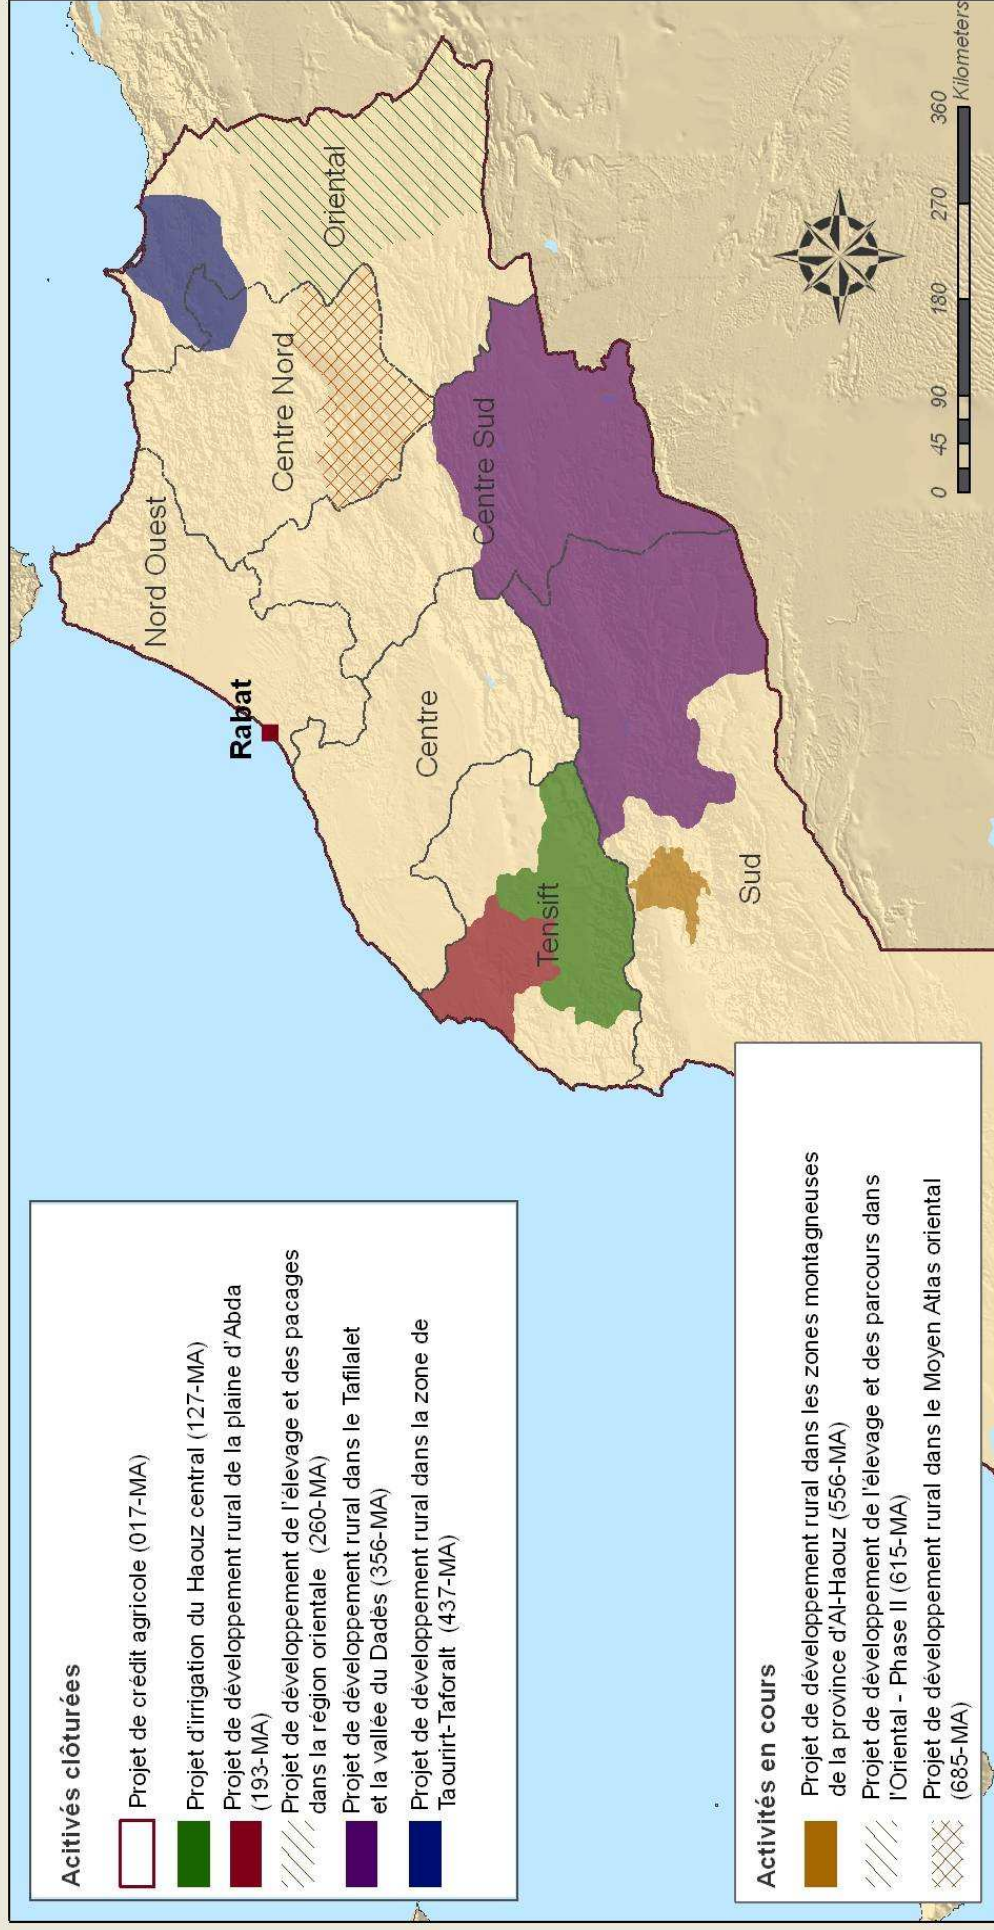 Acitivés clôturées
Projet de crédit agricole (017-MA)
Projet d'irrigation du Haouz central (127-MA)
Projet de développement rural de la plaine d'Abda
(193-MA)
Projet de développement de l'élevage et des pacages
dans la région orientale (260-MA)
Projet de développement rural dans le Tafilalet
et la vallée du Dadès (356-MA)
Projet de développement rural dans la zone de
Taourirt-Taforalt (437-MA)
Activités en cours
Projet de développement rural dans les zones montagneuses
de la province d'Al-Haouz (556-MA)
Projet de développement de l'élevage et des parcours dans
l'Oriental - Phase II (615-MA)
Projet de développement rural dans le Moyen Atlas oriental
(685-MA)
Rabat
Nord Ouest
Centre Nord
Oriental
Centre
Centre Sud
Tensift
Sud
0 45 90 180 270 360
Kilometers